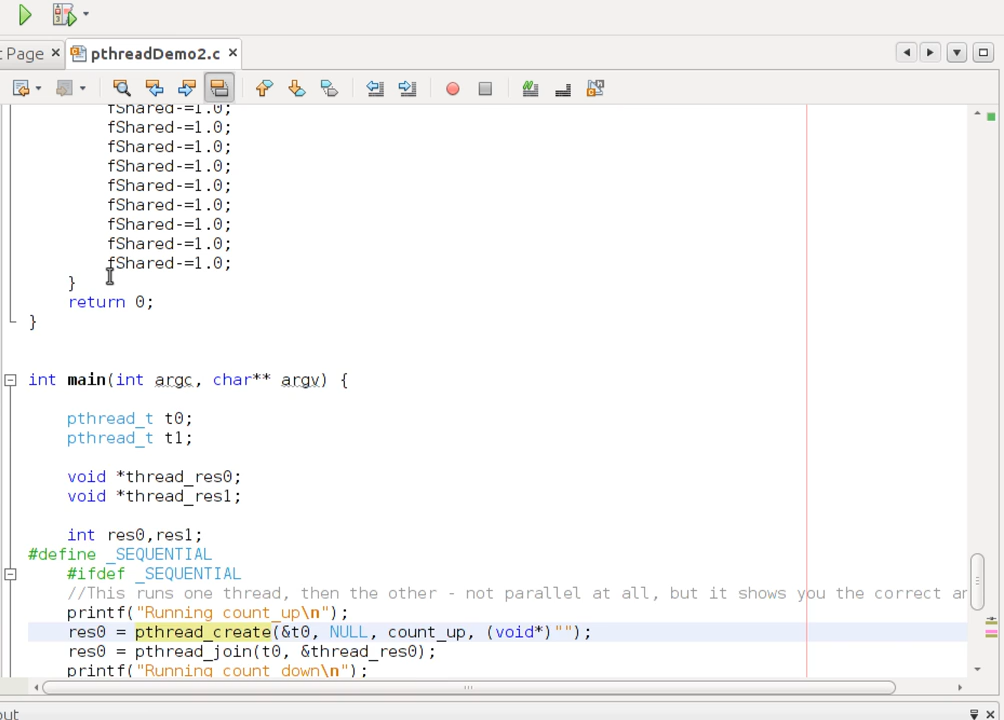 t Page
pthreadDemo2.c
fShared-=1.0;
fShared-=1.0;
fShared-=1.0;
fShared-=1.0;
fShared-=1.0;
fShared-=1.0;
fShared-=1.0;
fShared-=1.0;
fShared-=1.0;
}
return 0;
}
int main(int argc, char** argv) {
pthread_t t0;
pthread_t t1;
void *thread_res0;
void *thread_res1;
int res0,res1;
#define _SEQUENTIAL
#ifdef _SEQUENTIAL
//This runs one thread, then the other - not parallel at all, but it shows you the correct an
printf("Running count_up\n");
res0 = pthread_create(&t0, NULL, count_up, (void*)"");
res0 = pthread_join(t0, &thread_res0);
printf("Running count_down\n");
out